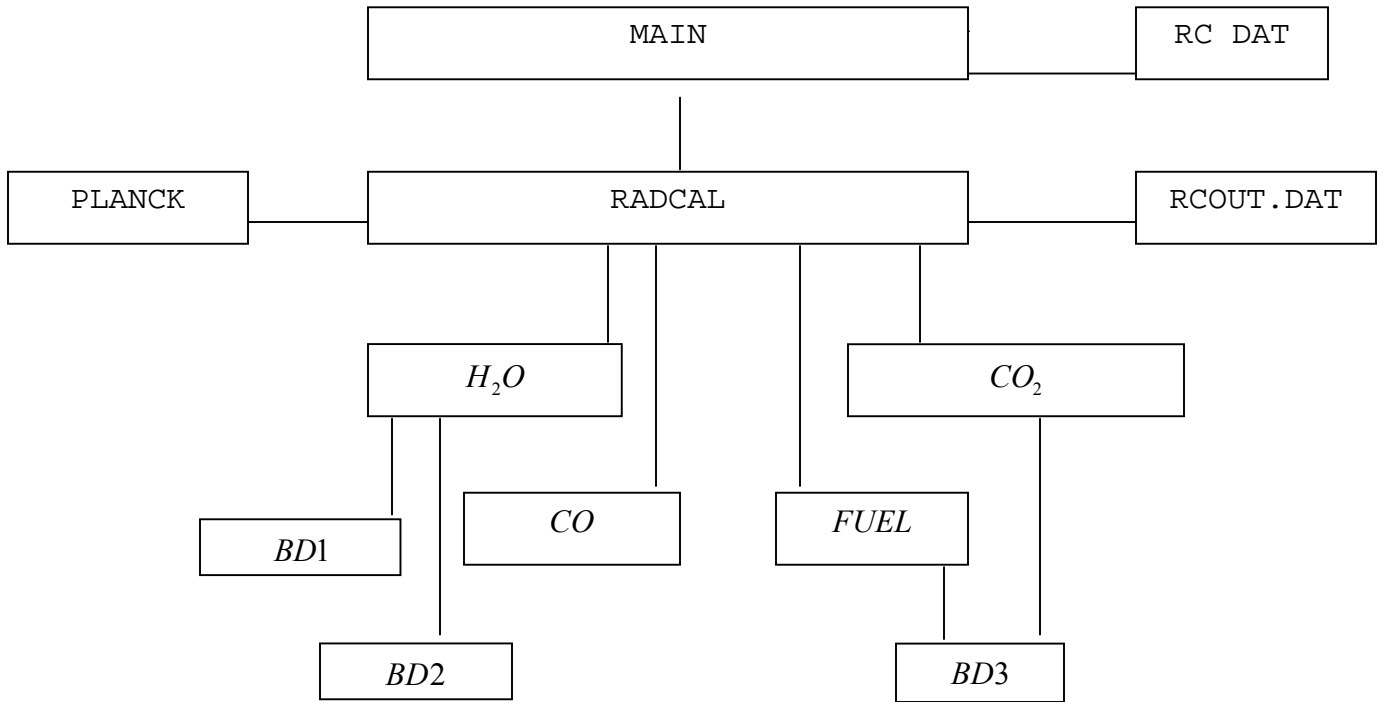 MAIN
RC DAT
PLANCK
RADCAL
RCOUT.DAT
H₂O
CO₂
CO
FUEL
BD1
BD2
BD3